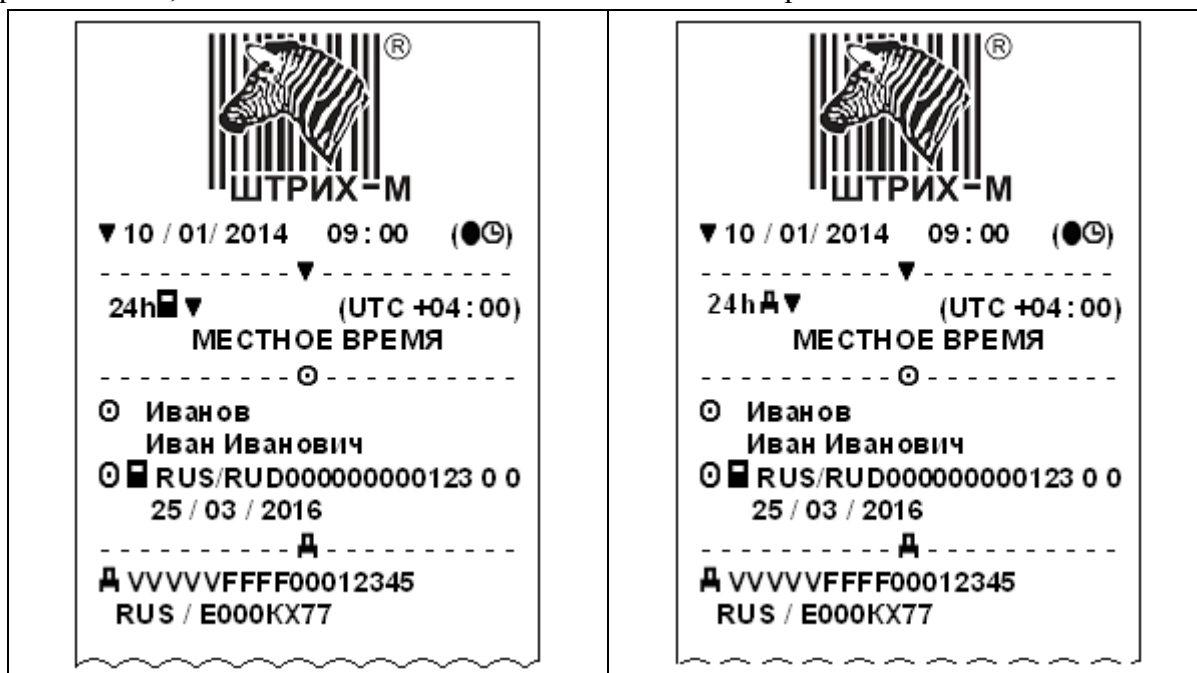 ®
ШТРИХ-М
▼ 10 / 01/ 2014 09 : 00 (●🕒)
- - - - - - - - - - ▼ - - - - - - - - - -
24h■▼ (UTC +04 : 00)
МЕСТНОЕ ВРЕМЯ
- - - - - - - - - - ⊙ - - - - - - - - - -
⊙ Иванов
Иван Иванович
⊙ ■ RUS/RUD000000000123 0 0
25 / 03 / 2016
VVVVVFFFF00012345
RUS / E000КХ77
®
ШТРИХ-М
▼ 10 / 01/ 2014 09 : 00 (●🕒)
- - - - - - - - - - ▼ - - - - - - - - - -
24h ▼ (UTC +04 : 00)
МЕСТНОЕ ВРЕМЯ
- - - - - - - - - - ⊙ - - - - - - - - - -
⊙ Иванов
Иван Иванович
⊙ ■ RUS/RUD000000000123 0 0
25 / 03 / 2016
VVVVVFFFF00012345
RUS / E000КХ77